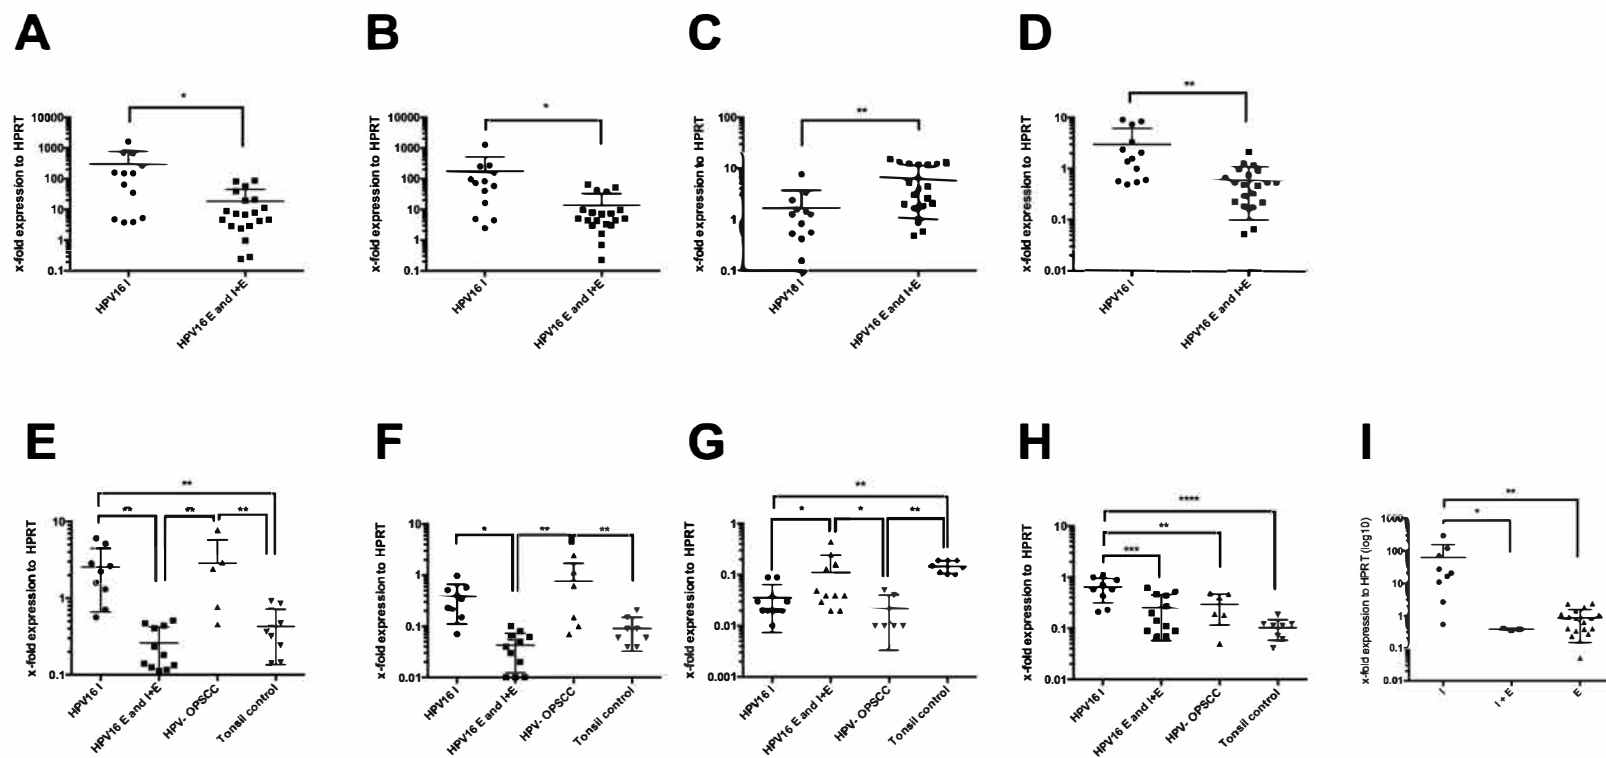 A
B
C
D
*
*
**
**
x-fold expression to HPRT
10000
1000
100
10
1
0.1
HPV16 I
HPV16 E and I+E
x-fold expression to HPRT
10000
1000
100
10
1
0.1
HPV16 I
HPV16 E and I+E
x-fold expression to HPRT
100
10
1
0.1
HPV16 I
HPV16 E and I+E
x-fold expression to HPRT
10
1
0.1
0.01
HPV16 I
HPV16 E and I+E
E
F
G
H
I
**
**
**
**
x-fold expression to HPRT
10
1
0.1
HPV16 I
HPV16 E and I+E
HPV- OPSCC
Tonsil control
*
**
**
x-fold expression to HPRT
10
1
0.1
0.01
HPV16 I
HPV16 E and I+E
HPV- OPSCC
Tonsil control
**
*
*
**
x-fold expression to HPRT
1
0.1
0.01
0.001
HPV16 I
HPV16 E and I+E
HPV- OPSCC
Tonsil control
****
**
***
x-fold expression to HPRT
10
1
0.1
0.01
HPV16 I
HPV16 E and I+E
HPV- OPSCC
Tonsil control
**
*
x-fold expression to HPRT (log10)
1000
100
10
1
0.1
0.01
I
I + E
E